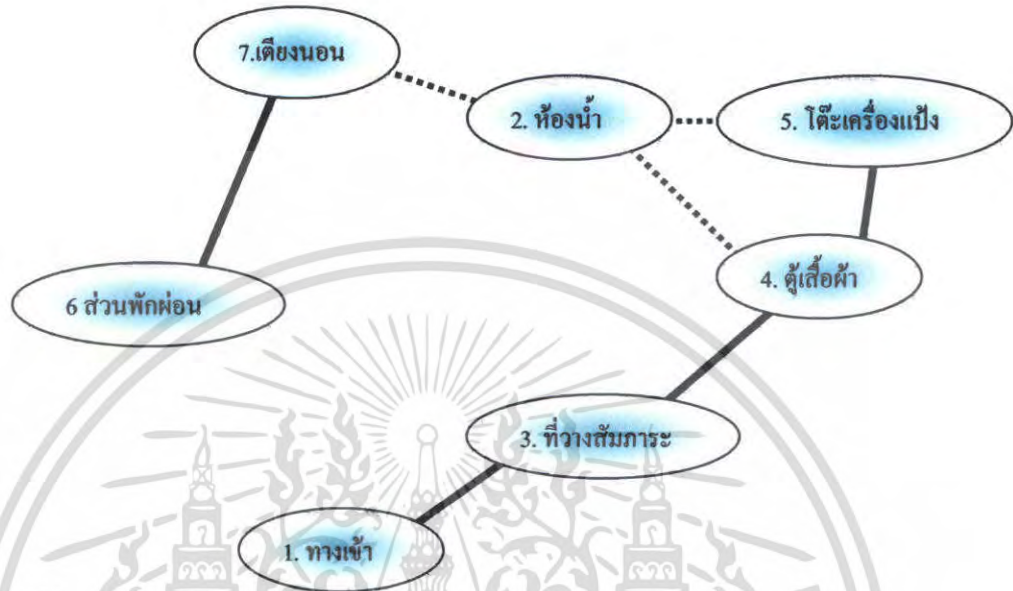 7.เตียงนอน
2. ห้องน้ำ
5. โต๊ะเครื่องแป้ง
4. ตู้เสื้อผ้า
6 ส่วนพักผ่อน
3. ที่วางสัมภาระ
1. ทางเข้า